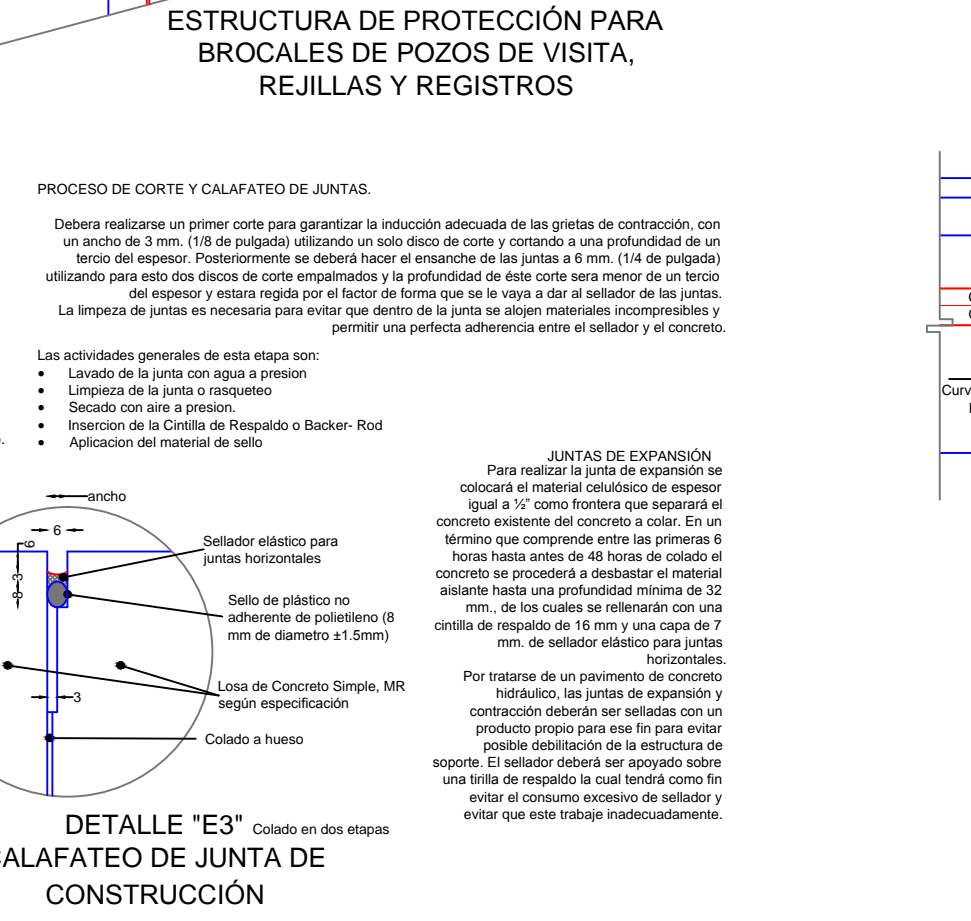 ESTRUCTURA DE PROTECCIÓN PARA
BROCALES DE POZOS DE VISITA,
REJILLAS Y REGISTROS
PROCESO DE CORTE Y CALAFATEO DE JUNTAS.
Debera realizarse un primer corte para garantizar la inducción adecuada de las grietas de contracción, con
un ancho de 3 mm. (1/8 de pulgada) utilizando un solo disco de corte y cortando a una profundidad de un
tercio del espesor. Posteriormente se deberá hacer el ensanche de las juntas a 6 mm. (1/4 de pulgada)
utilizando para esto dos discos de corte empalmados y la profundidad de éste corte sera menor de un tercio
del espesor y estara regida por el factor de forma que se le vaya a dar al sellador de las juntas.
La limpeza de juntas es necesaria para evitar que dentro de la junta se alojen materiales incompresibles y
permitir una perfecta adherencia entre el sellador y el concreto.
Las actividades generales de esta etapa son:
• Lavado de la junta con agua a presion
• Limpieza de la junta o rasqueteo
• Secado con aire a presion.
• Insercion de la Cintilla de Respaldo o Backer- Rod
• Aplicacion del material de sello
JUNTAS DE EXPANSIÓN
Para realizar la junta de expansión se
colocará el material celulósico de espesor
igual a ½” como frontera que separará el
concreto existente del concreto a colar. En un
término que comprende entre las primeras 6
horas hasta antes de 48 horas de colado el
concreto se procederá a desbastar el material
aislante hasta una profundidad mínima de 32
mm., de los cuales se rellenarán con una
cintilla de respaldo de 16 mm y una capa de 7
mm. de sellador elástico para juntas
horizontales.
Por tratarse de un pavimento de concreto
hidráulico, las juntas de expansión y
contracción deberán ser selladas con un
producto propio para ese fin para evitar
posible debilitación de la estructura de
soporte. El sellador deberá ser apoyado sobre
una tirilla de respaldo la cual tendrá como fin
evitar el consumo excesivo de sellador y
evitar que este trabaje inadecuadamente.
ancho
6
6
3
8
3
Sellador elástico para
juntas horizontales
Sello de plástico no
adherente de polietileno (8
mm de diametro ±1.5mm)
Losa de Concreto Simple, MR
según especificación
Colado a hueso
DETALLE "E3" Colado en dos etapas
CALAFATEO DE JUNTA DE
CONSTRUCCIÓN
Curv